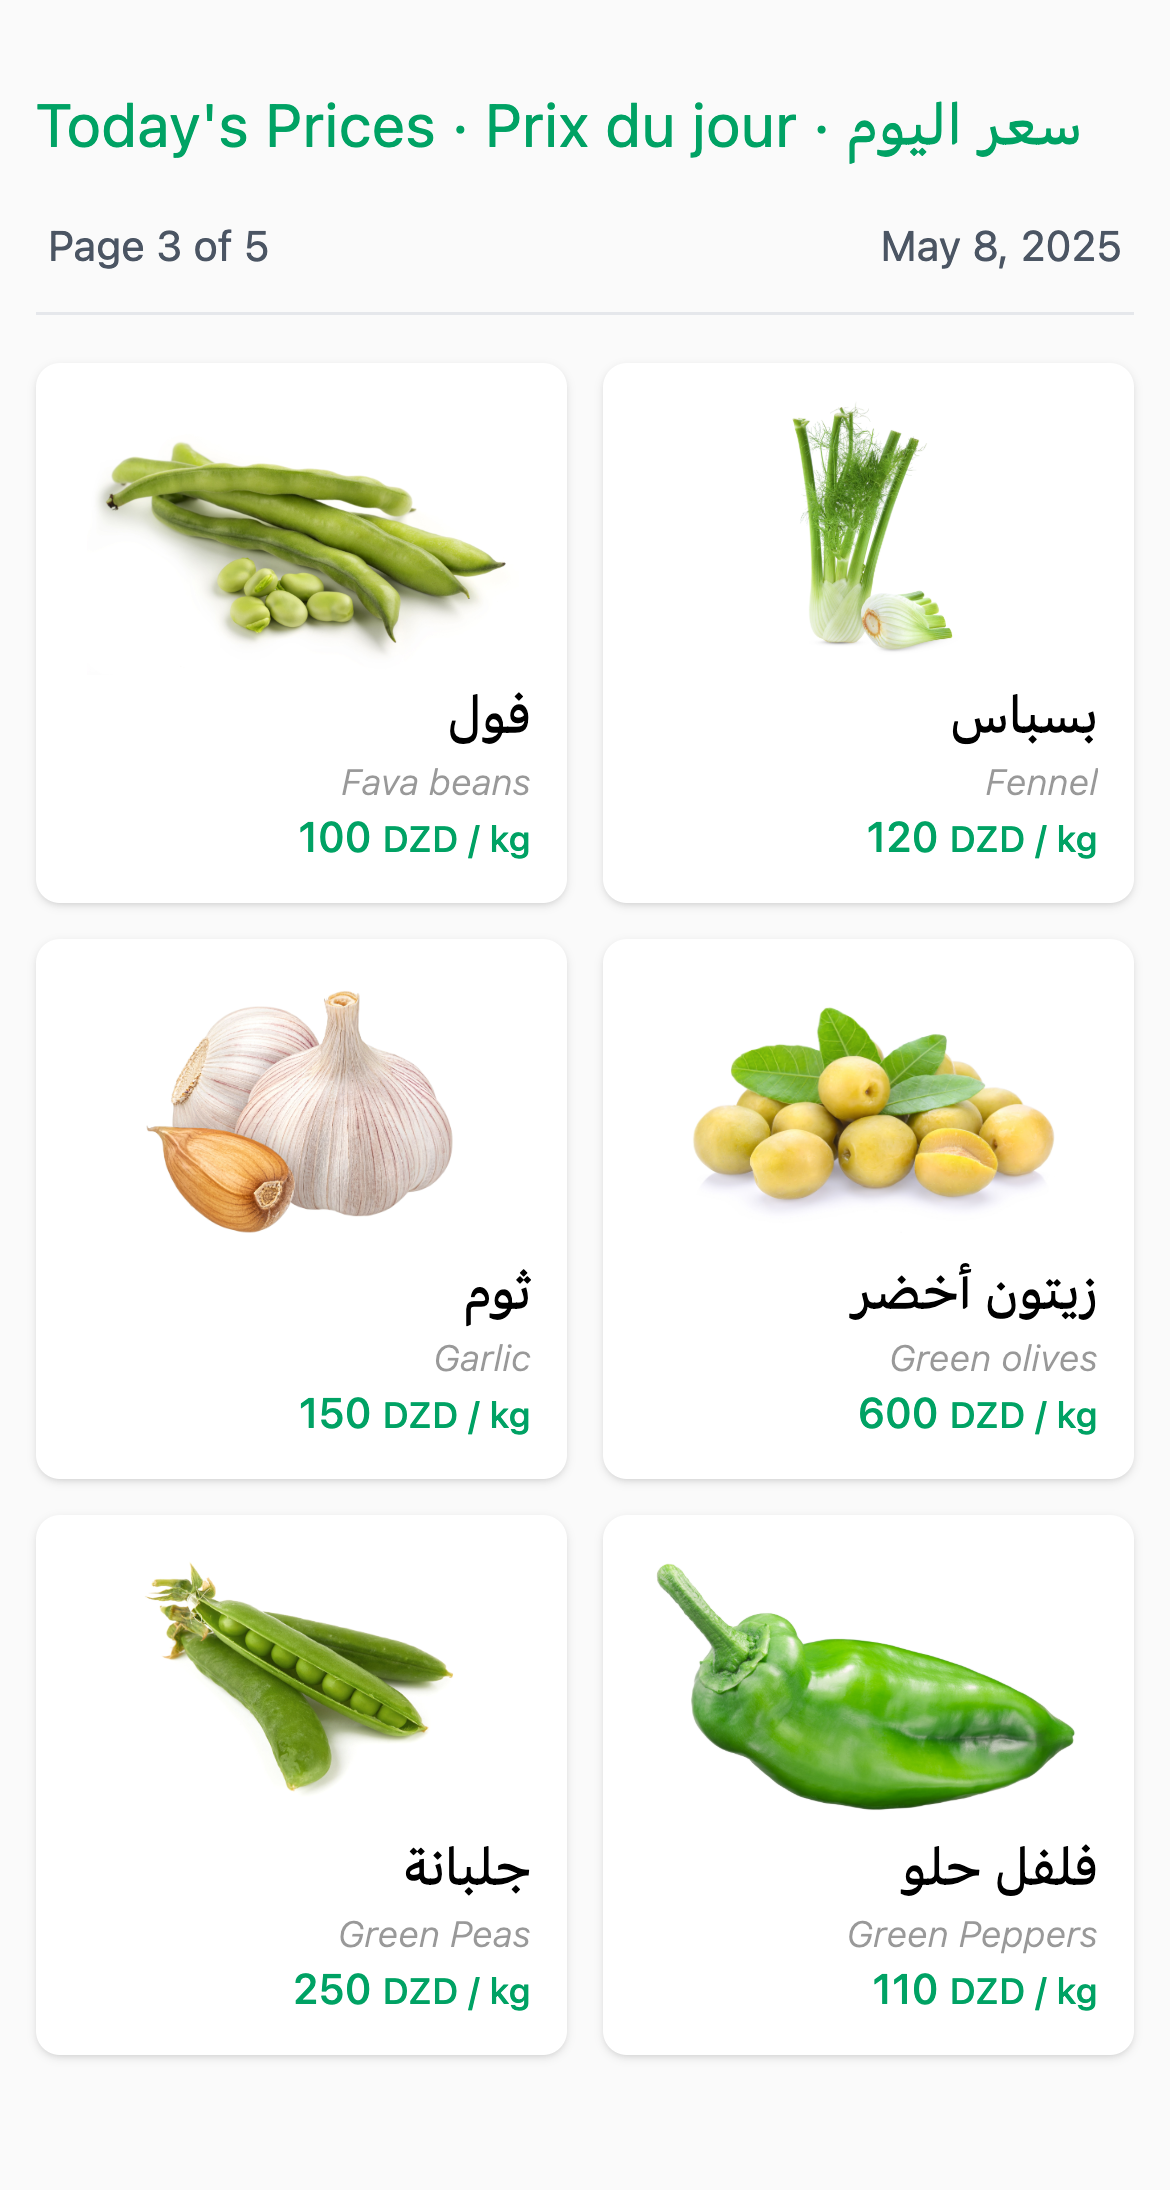 Today's Prices · Prix du jour · سعر اليوم
Page 3 of 5
May 8, 2025
فول
Fava beans
100 DZD / kg
بسباس
Fennel
120 DZD / kg
ثوم
Garlic
150 DZD / kg
زيتون أخضر
Green olives
600 DZD / kg
جلبانة
Green Peas
250 DZD / kg
فلفل حلو
Green Peppers
110 DZD / kg